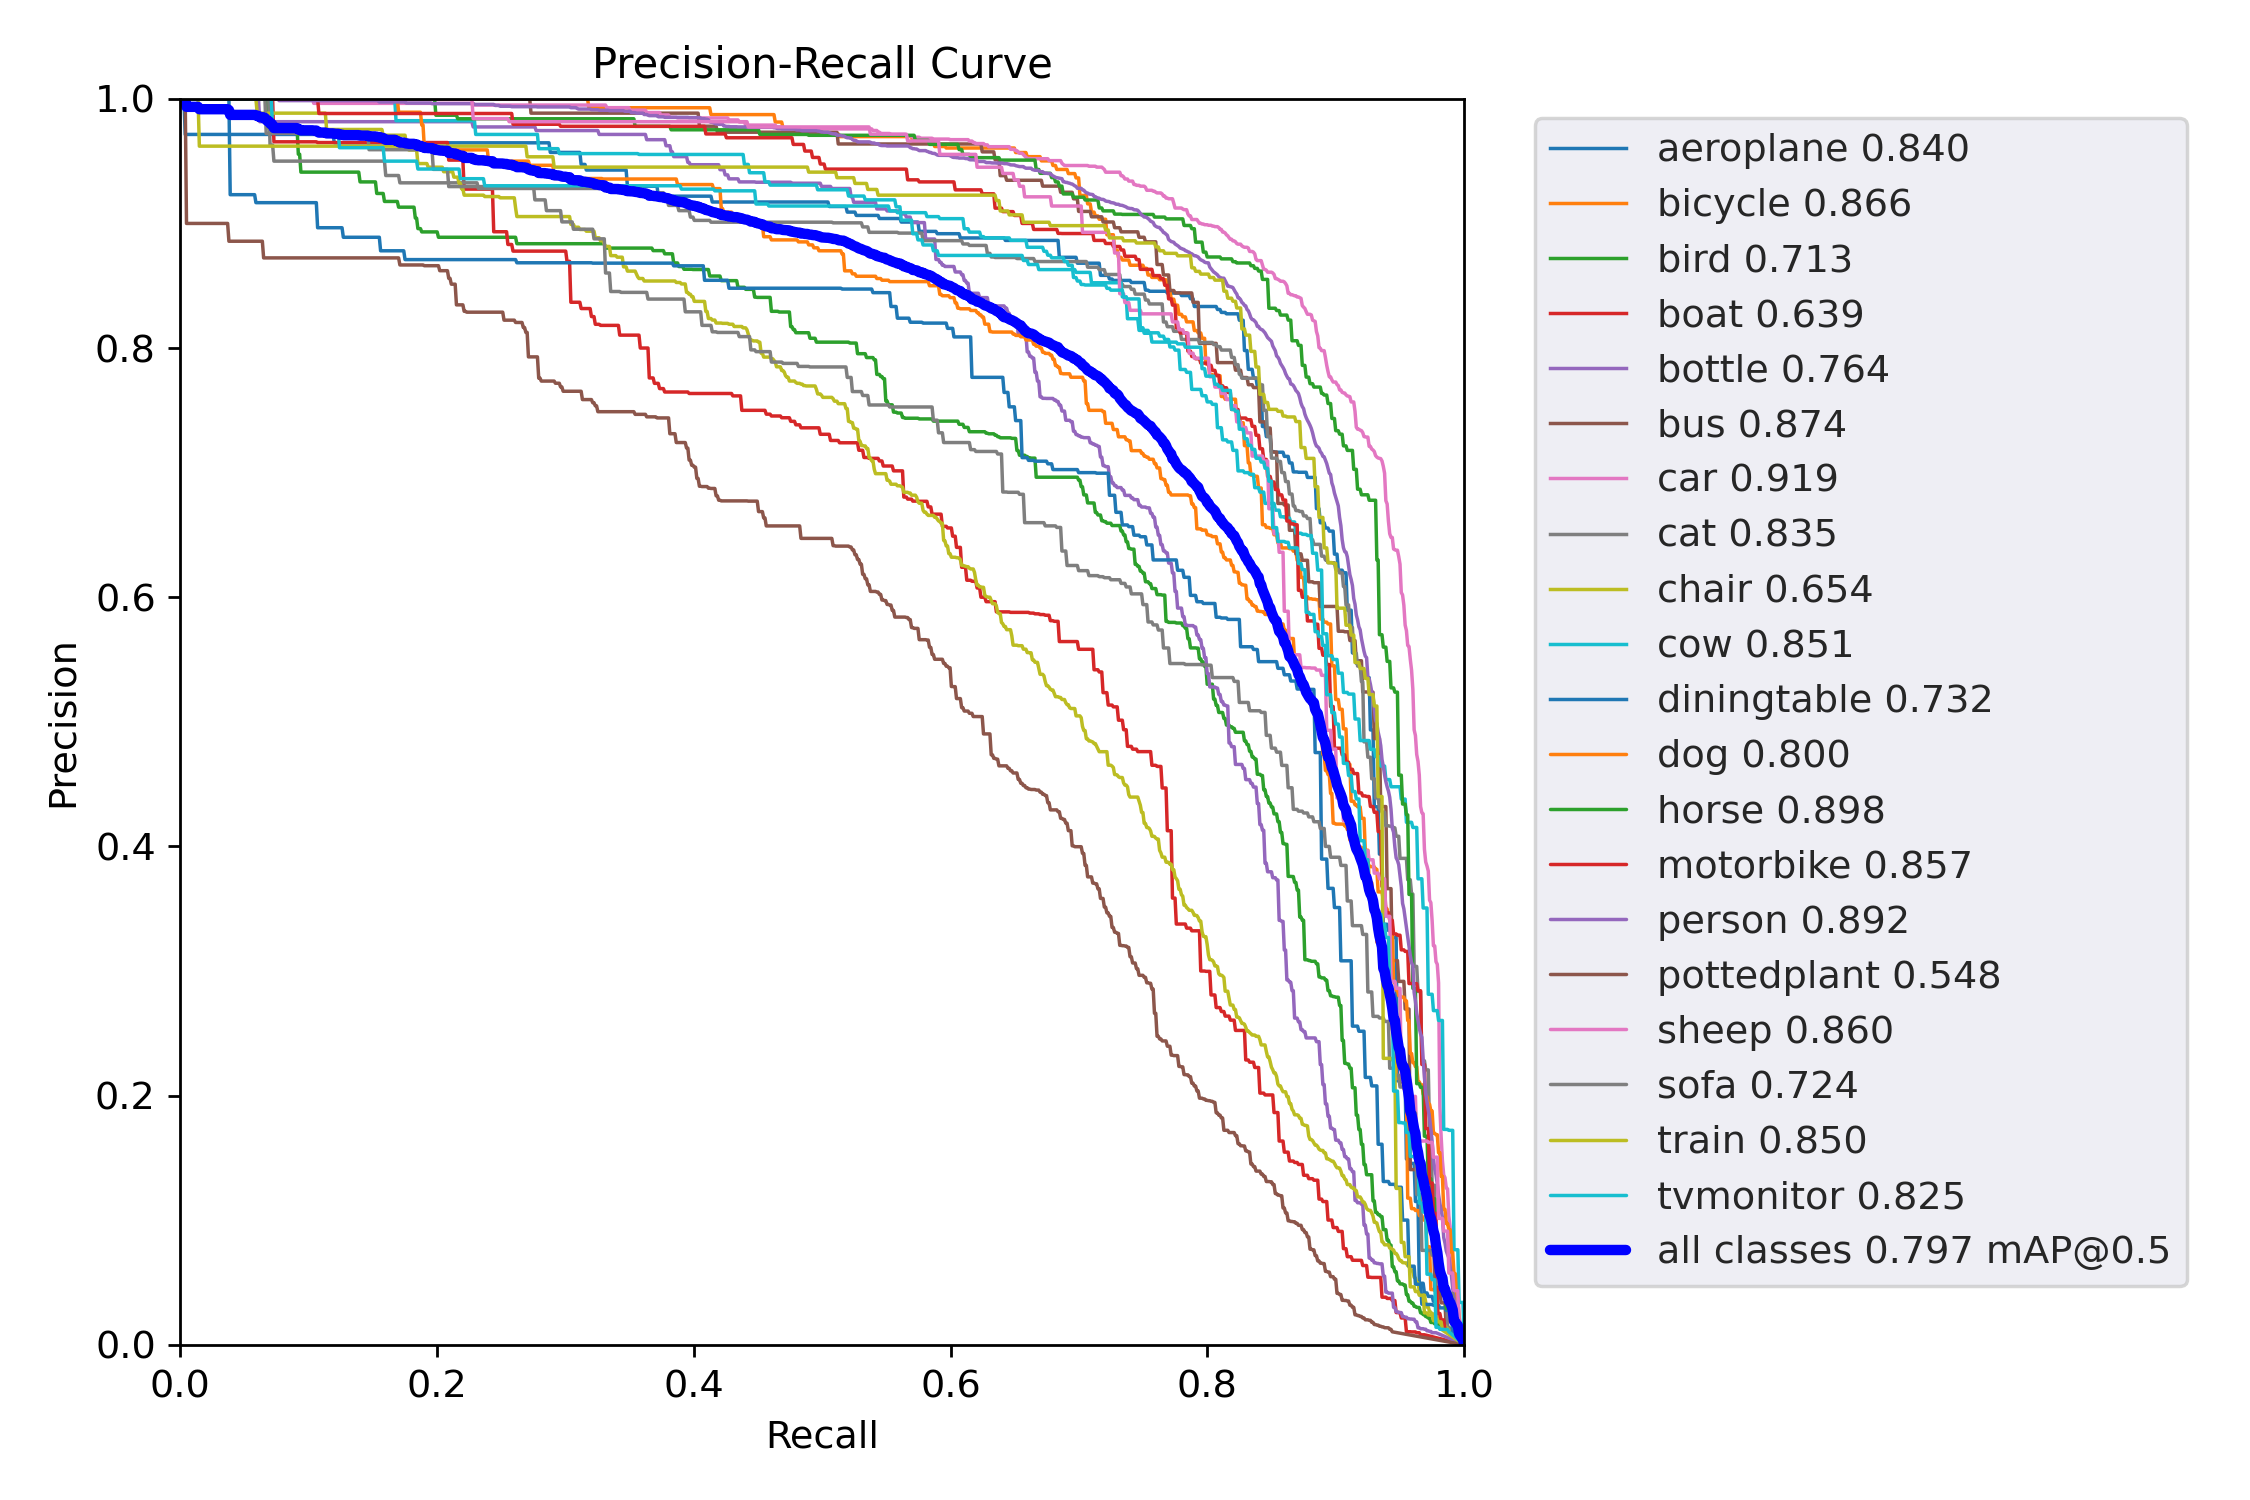 Precision-Recall Curve
1.0
0.8
0.6
0.4
0.2
0.0
Precision
0.0 0.2 0.4 0.6 0.8 1.0
Recall
aeroplane 0.840
bicycle 0.866
bird 0.713
boat 0.639
bottle 0.764
bus 0.874
car 0.919
cat 0.835
chair 0.654
cow 0.851
diningtable 0.732
dog 0.800
horse 0.898
motorbike 0.857
person 0.892
pottedplant 0.548
sheep 0.860
sofa 0.724
train 0.850
tvmonitor 0.825
all classes 0.797 mAP@0.5